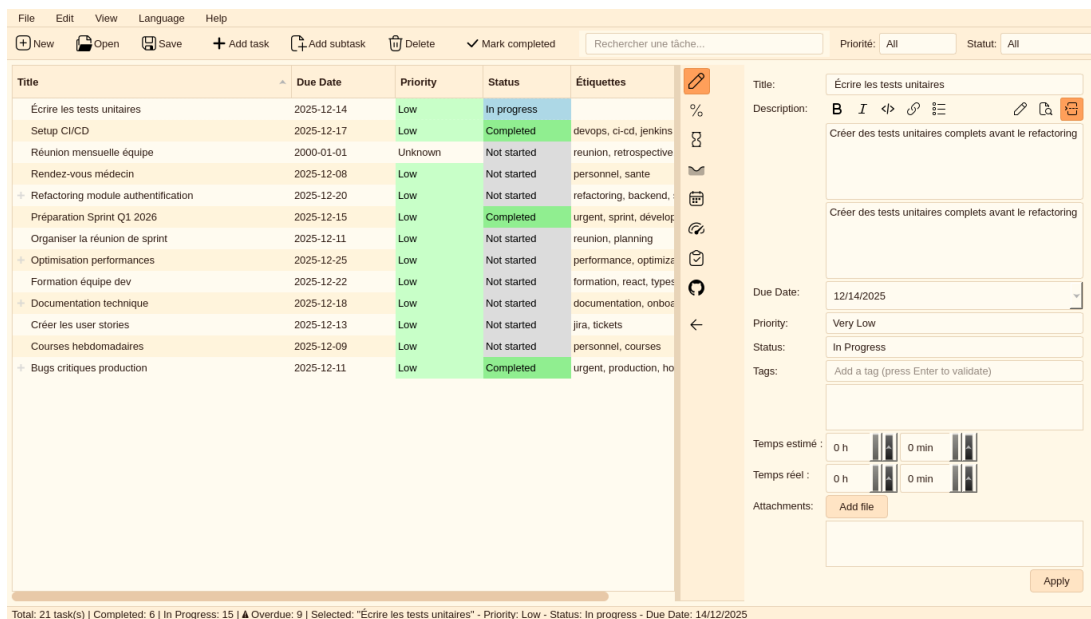 File Edit View Language Help
New Open Save Add task Add subtask Delete Mark completed Rechercher une tâche... Priorité: All Statut: All
Title Due Date Priority Status Étiquettes
Écrire les tests unitaires 2025-12-14 Low In progress
Setup CI/CD 2025-12-17 Low Completed devops, ci-cd, jenkins
Réunion mensuelle équipe 2000-01-01 Unknown Not started reunion, retrospective
Rendez-vous médecin 2025-12-08 Low Not started personnel, sante
Refactoring module authentification 2025-12-20 Low Not started refactoring, backend,
Préparation Sprint Q1 2026 2025-12-15 Low Completed urgent, sprint, dévelop
Organiser la réunion de sprint 2025-12-11 Low Not started reunion, planning
Optimisation performances 2025-12-25 Low Not started performance, optimiza
Formation équipe dev 2025-12-22 Low Not started formation, react, types
Documentation technique 2025-12-18 Low Not started documentation, onboa
Créer les user stories 2025-12-13 Low Not started jira, tickets
Courses hebdomadaires 2025-12-09 Low Not started personnel, courses
Bugs critiques production 2025-12-11 Low Completed urgent, production, ho
Title: Écrire les tests unitaires
Description: B I </>
Créer des tests unitaires complets avant le refactoring
Créer des tests unitaires complets avant le refactoring
Due Date: 12/14/2025
Priority: Very Low
Status: In Progress
Tags: Add a tag (press Enter to validate)
Temps estimé : 0 h 0 min
Temps réel : 0 h 0 min
Attachments: Add file
Apply
Total: 21 task(s) | Completed: 6 | In Progress: 15 | ⚠ Overdue: 9 | Selected: "Écrire les tests unitaires" - Priority: Low - Status: In progress - Due Date: 14/12/2025